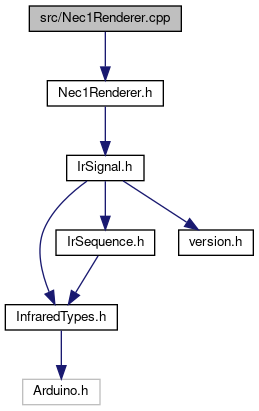 src/Nec1Renderer.cpp
Nec1Renderer.h
IrSignal.h
IrSequence.h
version.h
InfraredTypes.h
Arduino.h